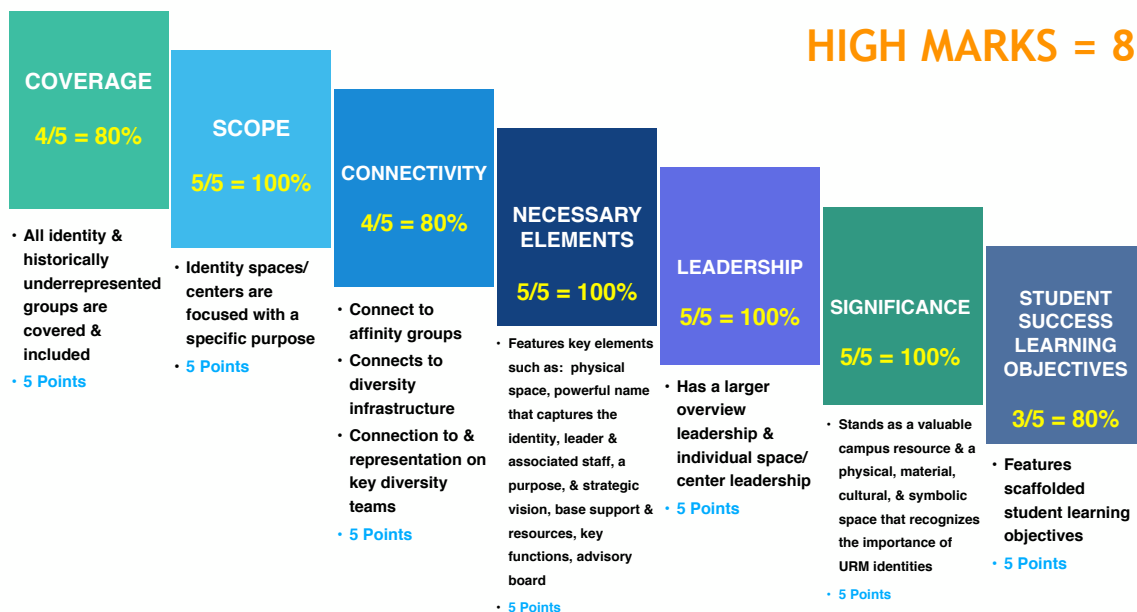 HIGH MARKS = 8
COVERAGE
4/5 = 80%
• All identity &
historically
underrepresented
groups are
covered &
included
• 5 Points
SCOPE
5/5 = 100%
• Identity spaces/
centers are
focused with a
specific purpose
• 5 Points
CONNECTIVITY
4/5 = 80%
• Connect to
affinity groups
• Connects to
diversity
infrastructure
• Connection to &
representation on
key diversity
teams
• 5 Points
NECESSARY
ELEMENTS
5/5 = 100%
• Features key elements
such as: physical
space, powerful name
that captures the
identity, leader &
associated staff, a
purpose, & strategic
vision, base support &
resources, key
functions, advisory
board
• 5 Points
LEADERSHIP
5/5 = 100%
• Has a larger
overview
leadership &
individual space/
center leadership
• 5 Points
SIGNIFICANCE
5/5 = 100%
• Stands as a valuable
campus resource & a
physical, material,
cultural, & symbolic
space that recognizes
the importance of
URM identities
• 5 Points
STUDENT
SUCCESS
LEARNING
OBJECTIVES
3/5 = 80%
• Features
scaffolded
student learning
objectives
• 5 Points